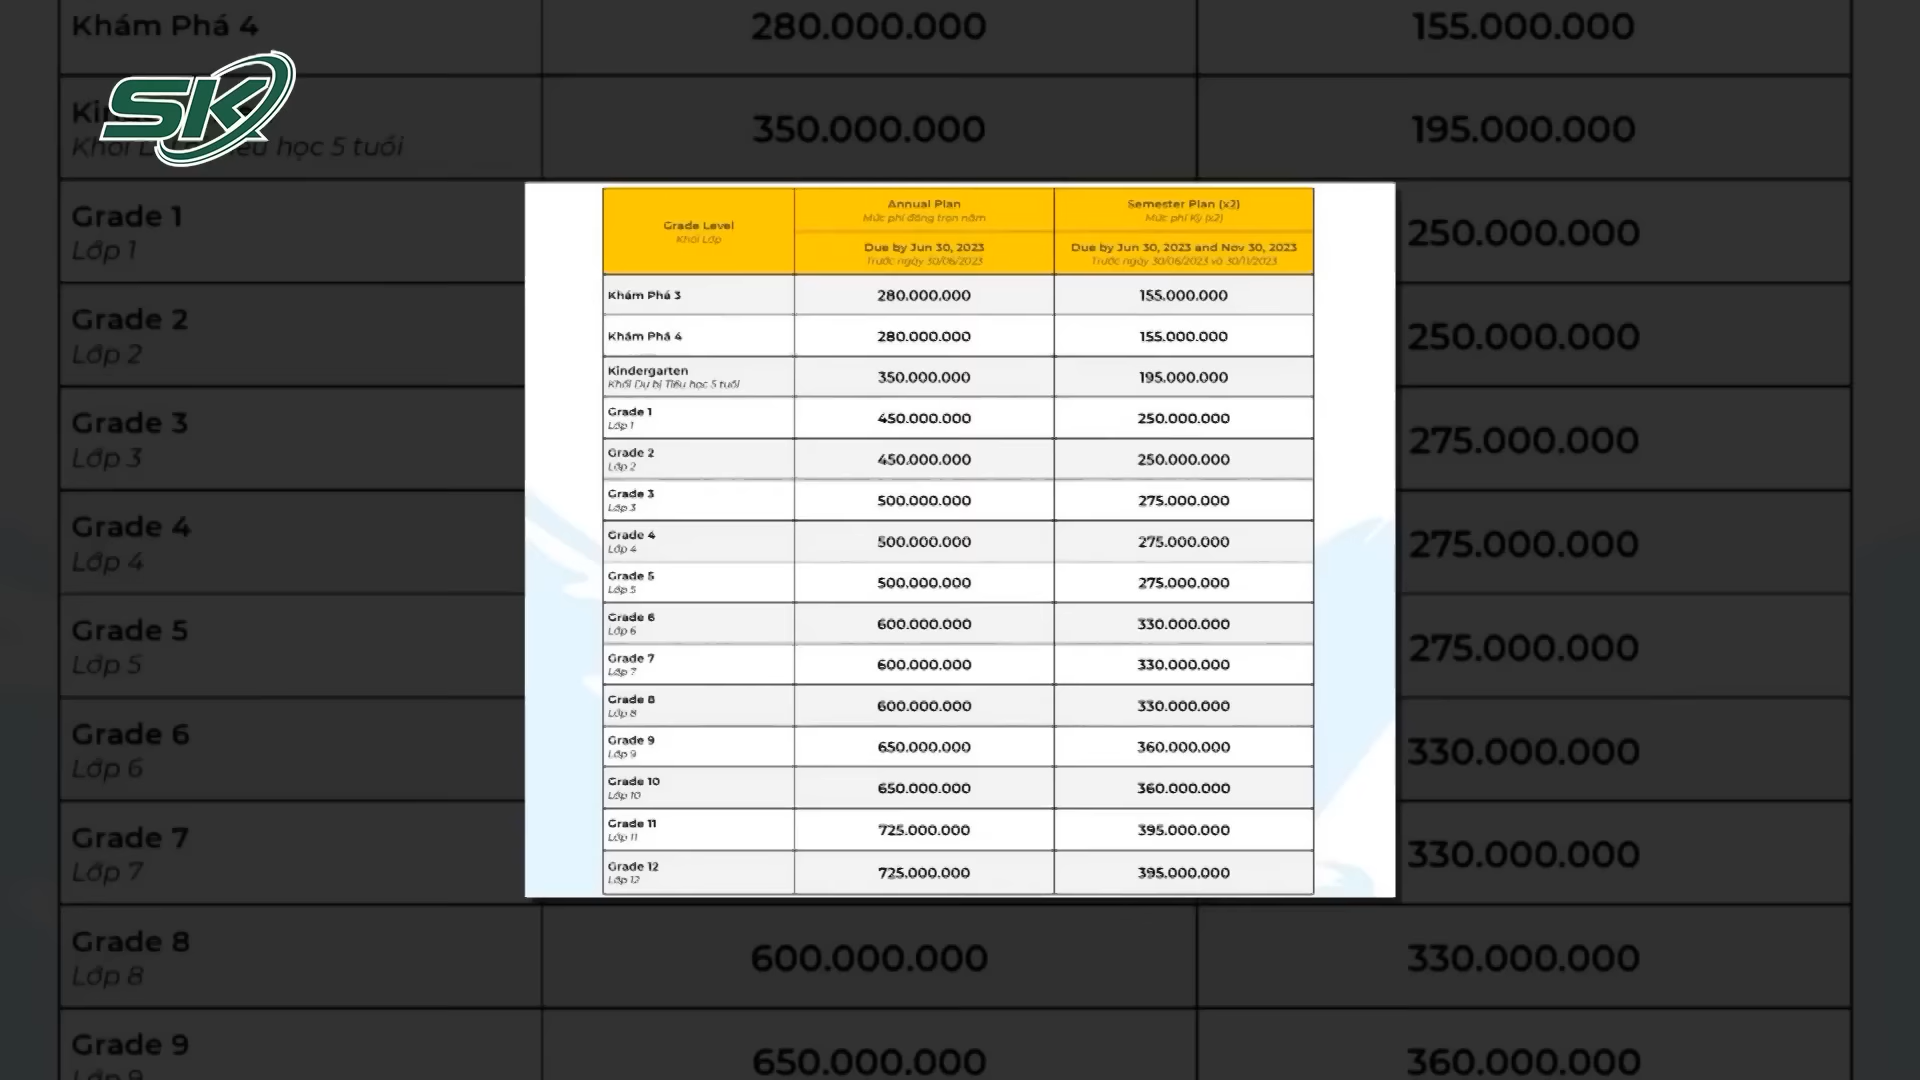 Khám Phá 4 280.000.000 155.000.000
SK
350.000.000 195.000.000
học 5 tuổi
Grade Level
Khối Lớp
Annual Plan
Mức phí đóng trọn năm
Due by Jun 30, 2023
Trước ngày 30/06/2023
Semester Plan (x2)
Mức phí Kỳ (x2)
Due by Jun 30, 2023 and Nov 30, 2023
Trước ngày 30/06/2023 và 30/11/2023
Khám Phá 3 280.000.000 155.000.000
Khám Phá 4 280.000.000 155.000.000
Kindergarten 350.000.000 195.000.000
Khối Dự bị Tiểu học 5 tuổi
Grade 1 450.000.000 250.000.000
Lớp 1
Grade 2 450.000.000 250.000.000
Lớp 2
Grade 3 500.000.000 275.000.000
Lớp 3
Grade 4 500.000.000 275.000.000
Lớp 4
Grade 5 500.000.000 275.000.000
Lớp 5
Grade 6 600.000.000 330.000.000
Lớp 6
Grade 7 600.000.000 330.000.000
Lớp 7
Grade 8 600.000.000 330.000.000
Lớp 8
Grade 9 650.000.000 360.000.000
Lớp 9
Grade 10 650.000.000 360.000.000
Lớp 10
Grade 11 725.000.000 395.000.000
Lớp 11
Grade 12 725.000.000 395.000.000
Lớp 12
Grade 1 250.000.000
Lớp 1
Grade 2 250.000.000
Lớp 2
Grade 3 275.000.000
Lớp 3
Grade 4 275.000.000
Lớp 4
Grade 5 275.000.000
Lớp 5
Grade 6 330.000.000
Lớp 6
Grade 7 330.000.000
Lớp 7
Grade 8 600.000.000 330.000.000
Lớp 8
Grade 9 650.000.000 360.000.000
Lớp 9